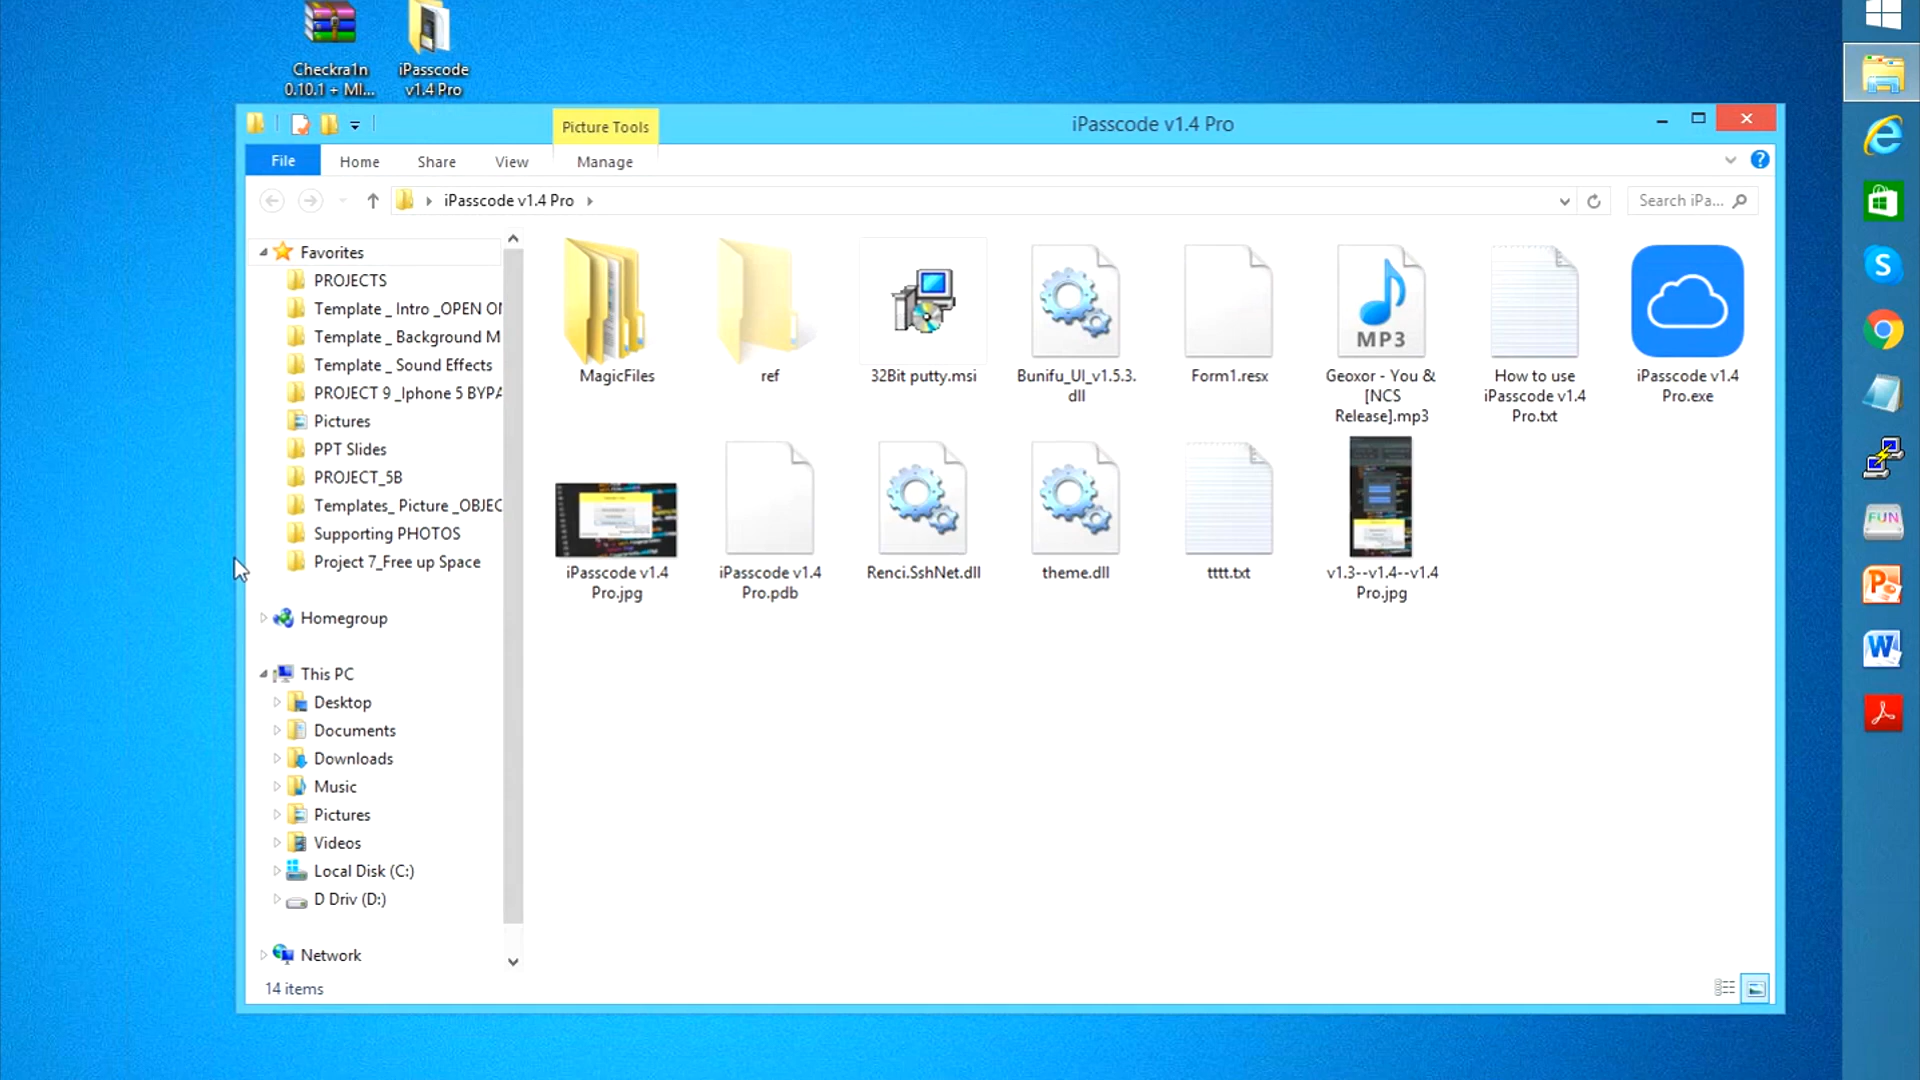 Checkra1n
0.10.1 + MI...
iPasscode
v1.4 Pro
Picture Tools
iPasscode v1.4 Pro
File
Home
Share
View
Manage
iPasscode v1.4 Pro
Search iPa...
Favorites
PROJECTS
Template _ Intro _OPEN
Template _ Background M
Template _ Sound Effects
PROJECT 9 _Iphone 5 BYPA
Pictures
PPT Slides
PROJECT_5B
Templates_ Picture _OBJEC
Supporting PHOTOS
Project 7_Free up Space
Homegroup
This PC
Desktop
Documents
Downloads
Music
Pictures
Videos
Local Disk (C:)
D Driv (D:)
Network
14 items
MagicFiles
ref
32Bit putty.msi
Bunifu_UI_v1.5.3.
dll
Form1.resx
MP3
Geoxor - You &
[NCS
Release].mp3
How to use
iPasscode v1.4
Pro.txt
iPasscode v1.4
Pro.exe
iPasscode v1.4
Pro.jpg
iPasscode v1.4
Pro.pdb
Renci.SshNet.dll
theme.dll
tttt.txt
v1.3--v1.4--v1.4
Pro.jpg
FUN